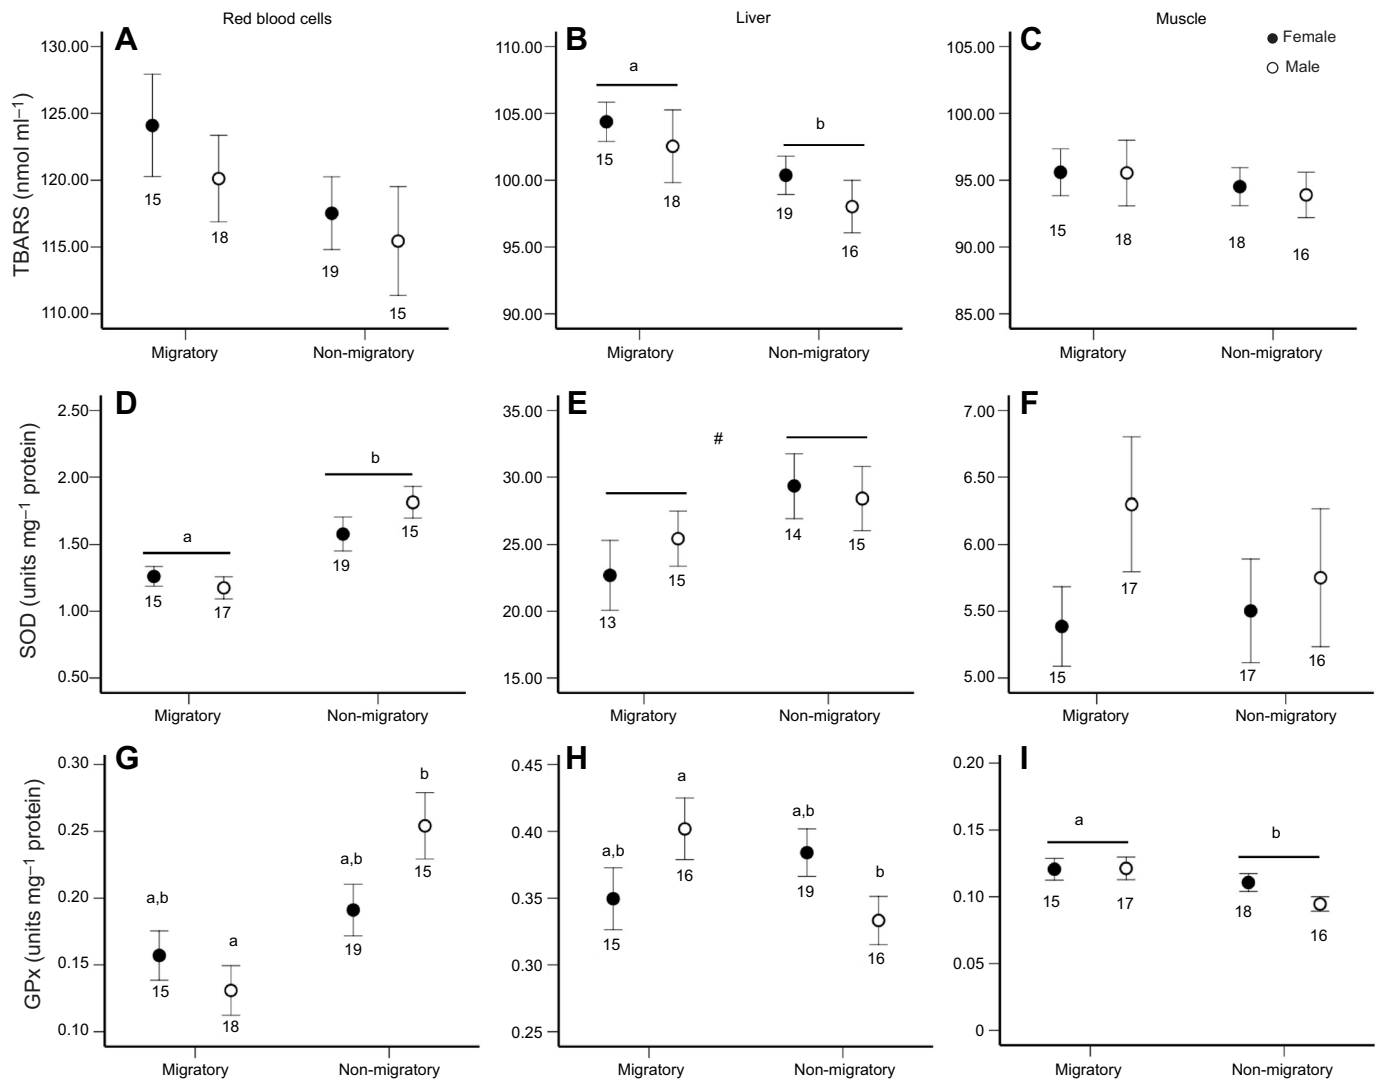 Red blood cells
Liver
Muscle
A
B
C
Female
Male
TBARS (nmol ml⁻¹)
130.00
125.00
120.00
115.00
110.00
15
18
19
15
Migratory
Non-migratory
110.00
105.00
100.00
95.00
90.00
a
b
15
18
19
16
Migratory
Non-migratory
105.00
100.00
95.00
90.00
85.00
15
18
18
16
Migratory
Non-migratory
D
E
F
SOD (units mg⁻¹ protein)
2.50
2.00
1.50
1.00
0.50
a
b
15
17
19
15
Migratory
Non-migratory
35.00
30.00
25.00
20.00
15.00
#
13
15
14
15
Migratory
Non-migratory
7.00
6.50
6.00
5.50
5.00
15
17
17
16
Migratory
Non-migratory
G
H
I
GPx (units mg⁻¹ protein)
0.30
0.25
0.20
0.15
0.10
a,b
a
a,b
b
15
18
19
15
Migratory
Non-migratory
0.45
0.40
0.35
0.30
0.25
a,b
a
a,b
b
15
16
19
16
Migratory
Non-migratory
0.20
0.15
0.10
0.05
0
a
b
15
17
18
16
Migratory
Non-migratory